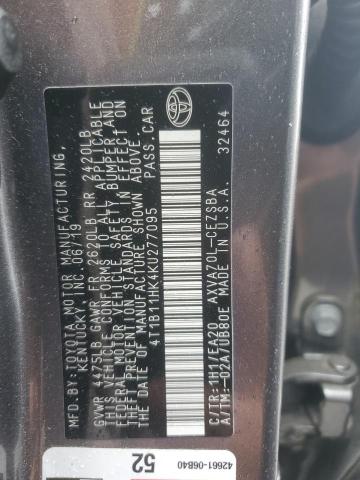 MFD.BY:TOYOTA MOTOR MANUFACTURING,
KENTUCKY, INC. 06/19
GVWR 4475LB GAWR FR 2620LB RR 2420LB
THIS VEHICLE CONFORMS TO ALL APPLICABLE
FEDERAL MOTOR VEHICLE SAFETY BUMPER, AND
THEFT PREVENTION STANDARDS IN EFFECT ON
THE DATE OF MANUFACTURE SHOWN ABOVE.
4T1B11HK4KU277095 PASS.CAR
C/TR:1H1/EA20 AXVA70L-CEZSBA
A/TM:-02A/UB80E MADE IN U.S.A.
32464
52
42661-06B40